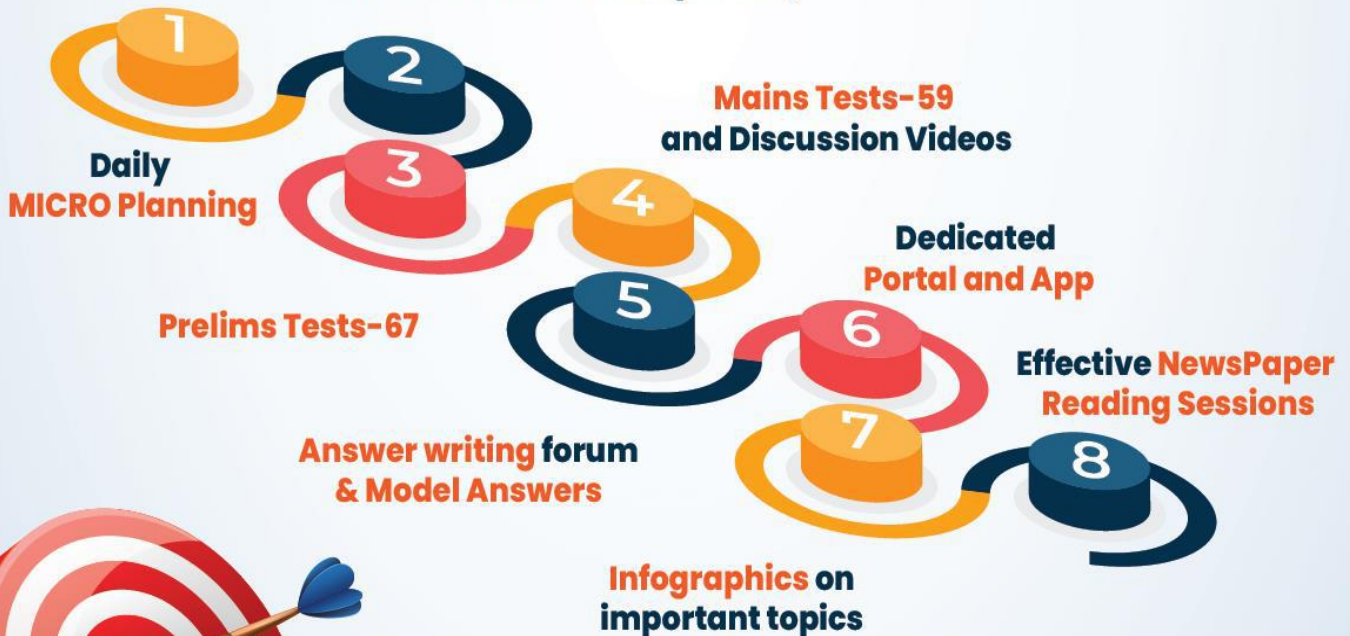 1
2
Mains Tests-59
and Discussion Videos
Daily
MICRO Planning
3
4
Dedicated
Portal and App
Prelims Tests-67
5
6
Effective NewsPaper
Reading Sessions
Answer writing forum
& Model Answers
7
8
Infographics on
important topics